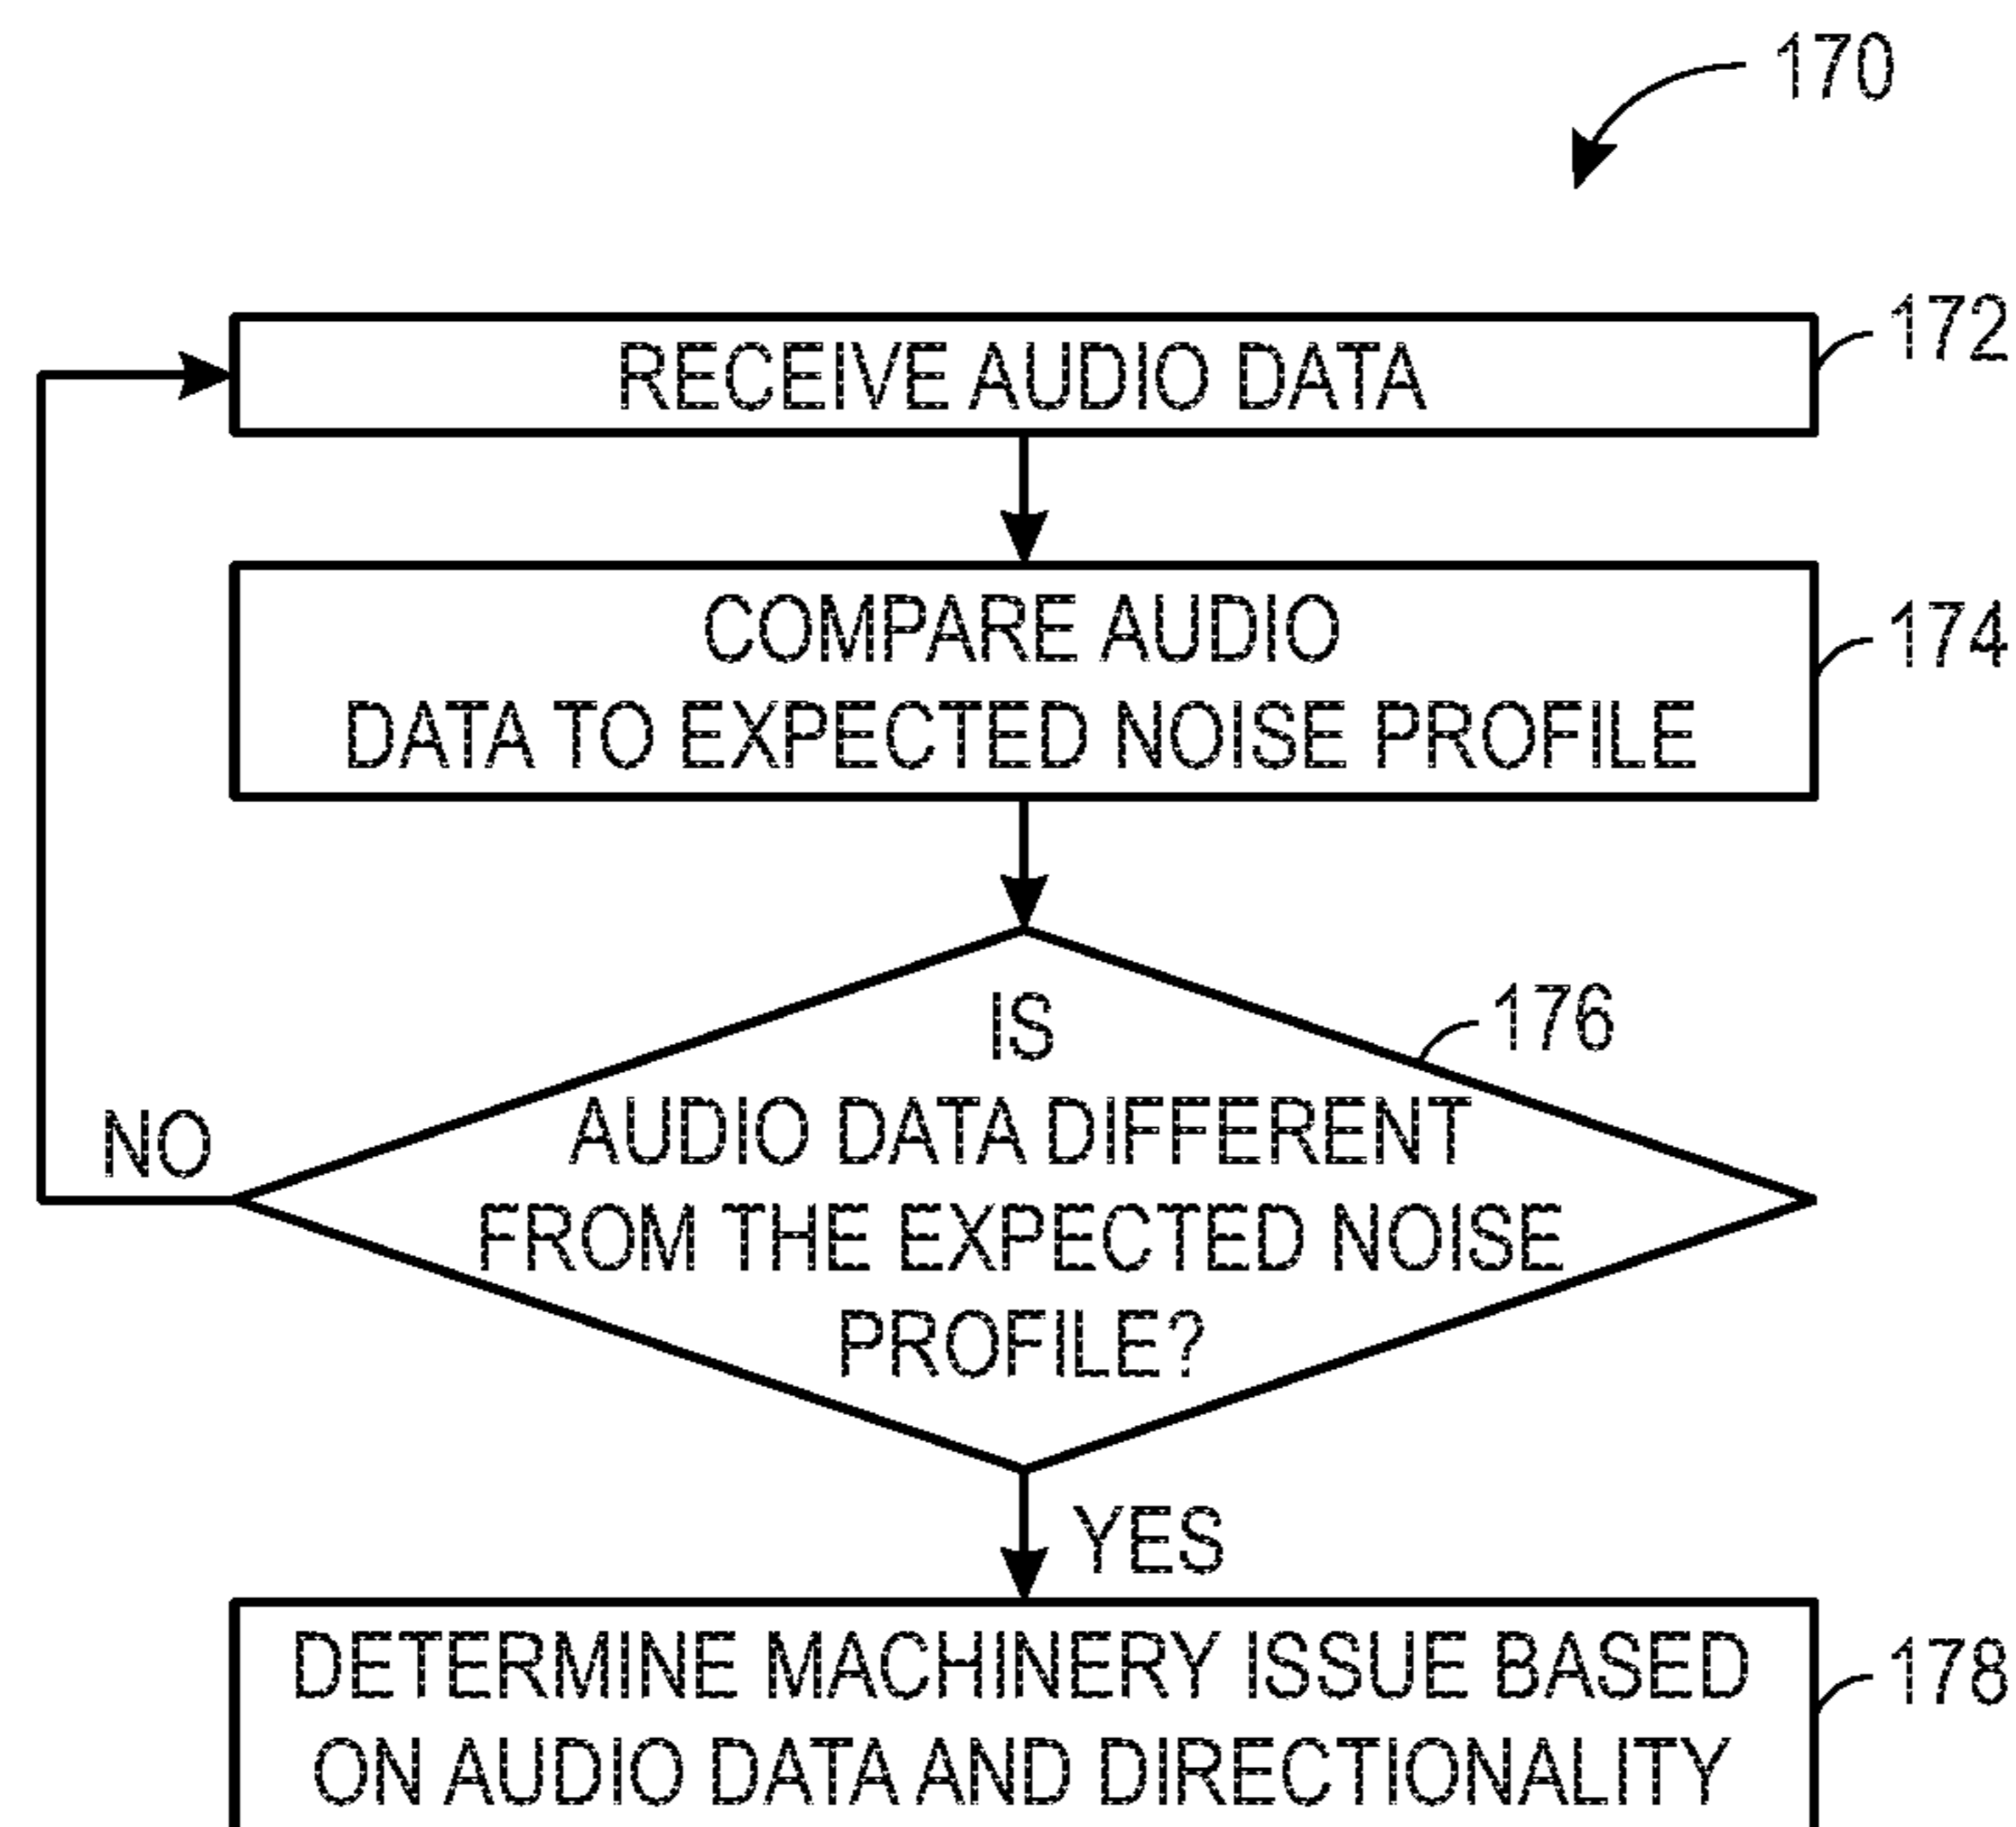 170
RECEIVE AUDIO DATA
172
COMPARE AUDIO
DATA TO EXPECTED NOISE PROFILE
174
IS
AUDIO DATA DIFFERENT
FROM THE EXPECTED NOISE
PROFILE?
176
NO
YES
DETERMINE MACHINERY ISSUE BASED
ON AUDIO DATA AND DIRECTIONALITY
178